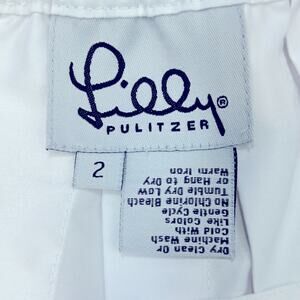 Lilly®
PULITZER
2
Dry Clean Or
Machine Wash
Cold With
Like Colors
Gentle Cycle
No Chlorine Bleach
Tumble Dry Low
or Hang to Dry
Warm Iron